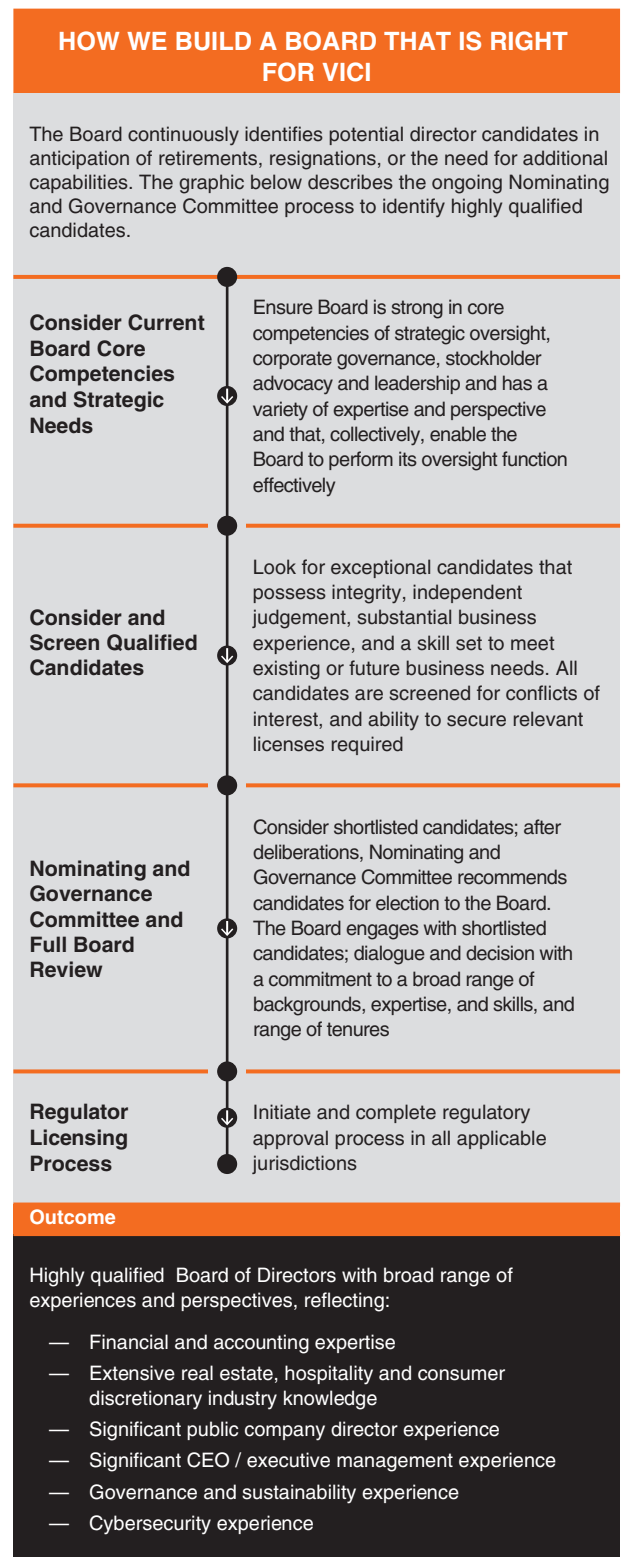 HOW WE BUILD A BOARD THAT IS RIGHT
FOR VICI
The Board continuously identifies potential director candidates in
anticipation of retirements, resignations, or the need for additional
capabilities. The graphic below describes the ongoing Nominating
and Governance Committee process to identify highly qualified
candidates.
Consider Current
Board Core
Competencies
and Strategic
Needs
Ensure Board is strong in core
competencies of strategic oversight,
corporate governance, stockholder
advocacy and leadership and has a
variety of expertise and perspective
and that, collectively, enable the
Board to perform its oversight function
effectively
Consider and
Screen Qualified
Candidates
Look for exceptional candidates that
possess integrity, independent
judgement, substantial business
experience, and a skill set to meet
existing or future business needs. All
candidates are screened for conflicts of
interest, and ability to secure relevant
licenses required
Nominating and
Governance
Committee and
Full Board
Review
Consider shortlisted candidates; after
deliberations, Nominating and
Governance Committee recommends
candidates for election to the Board.
The Board engages with shortlisted
candidates; dialogue and decision with
a commitment to a broad range of
backgrounds, expertise, and skills, and
range of tenures
Regulator
Licensing
Process
Initiate and complete regulatory
approval process in all applicable
jurisdictions
Outcome
Highly qualified Board of Directors with broad range of
experiences and perspectives, reflecting:
— Financial and accounting expertise
— Extensive real estate, hospitality and consumer
discretionary industry knowledge
— Significant public company director experience
— Significant CEO / executive management experience
— Governance and sustainability experience
— Cybersecurity experience